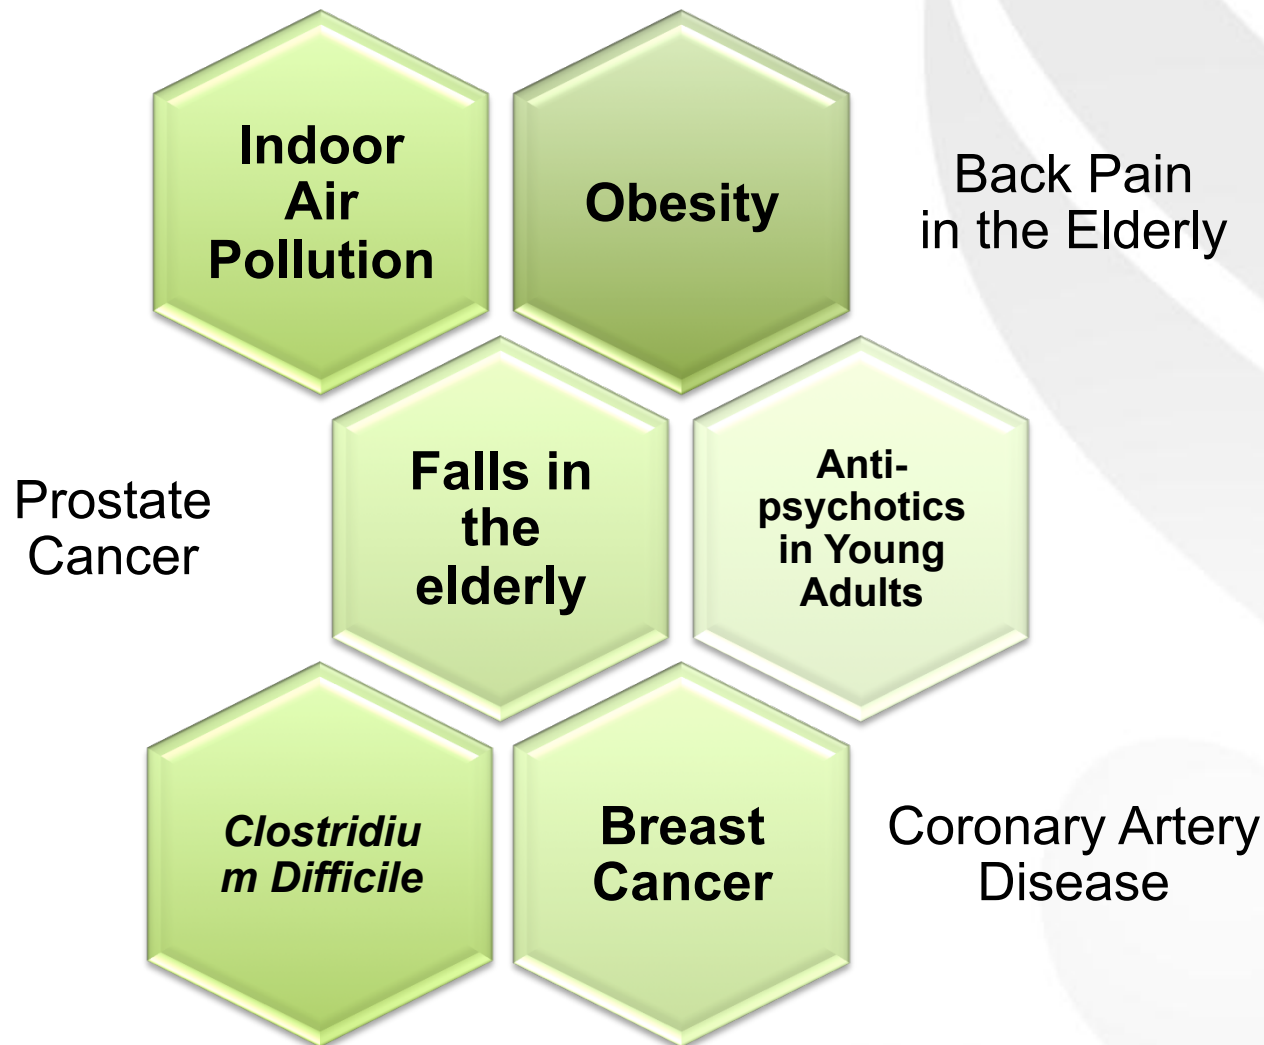 Indoor
Air
Pollution
Obesity
Back Pain
in the Elderly
Prostate
Cancer
Falls in
the
elderly
Anti-
psychotics
in Young
Adults
Clostridiu
m Difficile
Breast
Cancer
Coronary Artery
Disease